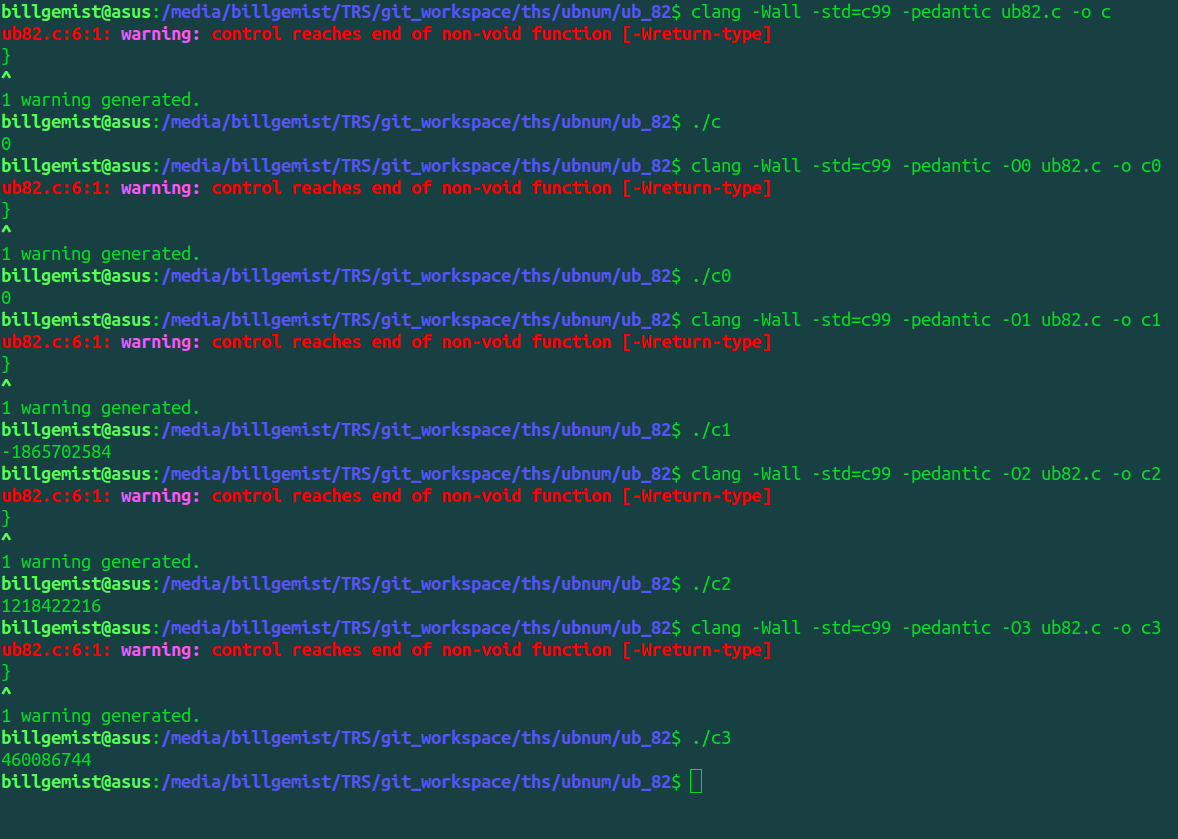 billgemist@asus:/media/billgemist/TRS/git_workspace/ths/ubnum/ub_82$ clang -Wall -std=c99 -pedantic ub82.c -o c
ub82.c:6:1: warning: control reaches end of non-void function [-Wreturn-type]
}
^
1 warning generated.
billgemist@asus:/media/billgemist/TRS/git_workspace/ths/ubnum/ub_82$ ./c
0
billgemist@asus:/media/billgemist/TRS/git_workspace/ths/ubnum/ub_82$ clang -Wall -std=c99 -pedantic -O0 ub82.c -o c0
ub82.c:6:1: warning: control reaches end of non-void function [-Wreturn-type]
}
^
1 warning generated.
billgemist@asus:/media/billgemist/TRS/git_workspace/ths/ubnum/ub_82$ ./c0
0
billgemist@asus:/media/billgemist/TRS/git_workspace/ths/ubnum/ub_82$ clang -Wall -std=c99 -pedantic -O1 ub82.c -o c1
ub82.c:6:1: warning: control reaches end of non-void function [-Wreturn-type]
}
^
1 warning generated.
billgemist@asus:/media/billgemist/TRS/git_workspace/ths/ubnum/ub_82$ ./c1
-1865702584
billgemist@asus:/media/billgemist/TRS/git_workspace/ths/ubnum/ub_82$ clang -Wall -std=c99 -pedantic -O2 ub82.c -o c2
ub82.c:6:1: warning: control reaches end of non-void function [-Wreturn-type]
}
^
1 warning generated.
billgemist@asus:/media/billgemist/TRS/git_workspace/ths/ubnum/ub_82$ ./c2
1218422216
billgemist@asus:/media/billgemist/TRS/git_workspace/ths/ubnum/ub_82$ clang -Wall -std=c99 -pedantic -O3 ub82.c -o c3
ub82.c:6:1: warning: control reaches end of non-void function [-Wreturn-type]
}
^
1 warning generated.
billgemist@asus:/media/billgemist/TRS/git_workspace/ths/ubnum/ub_82$ ./c3
460086744
billgemist@asus:/media/billgemist/TRS/git_workspace/ths/ubnum/ub_82$